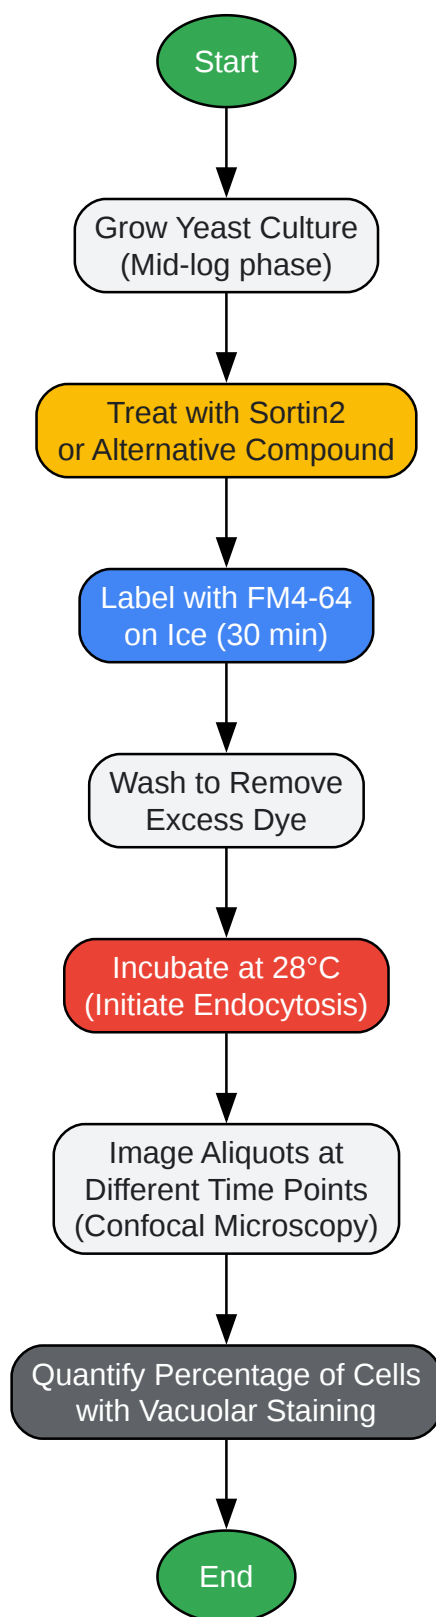 Start
Grow Yeast Culture
(Mid-log phase)
Treat with Sortin2
or Alternative Compound
Label with FM4-64
on Ice (30 min)
Wash to Remove
Excess Dye
Incubate at 28°C
(Initiate Endocytosis)
Image Aliquots at
Different Time Points
(Confocal Microscopy)
Quantify Percentage of Cells
with Vacuolar Staining
End